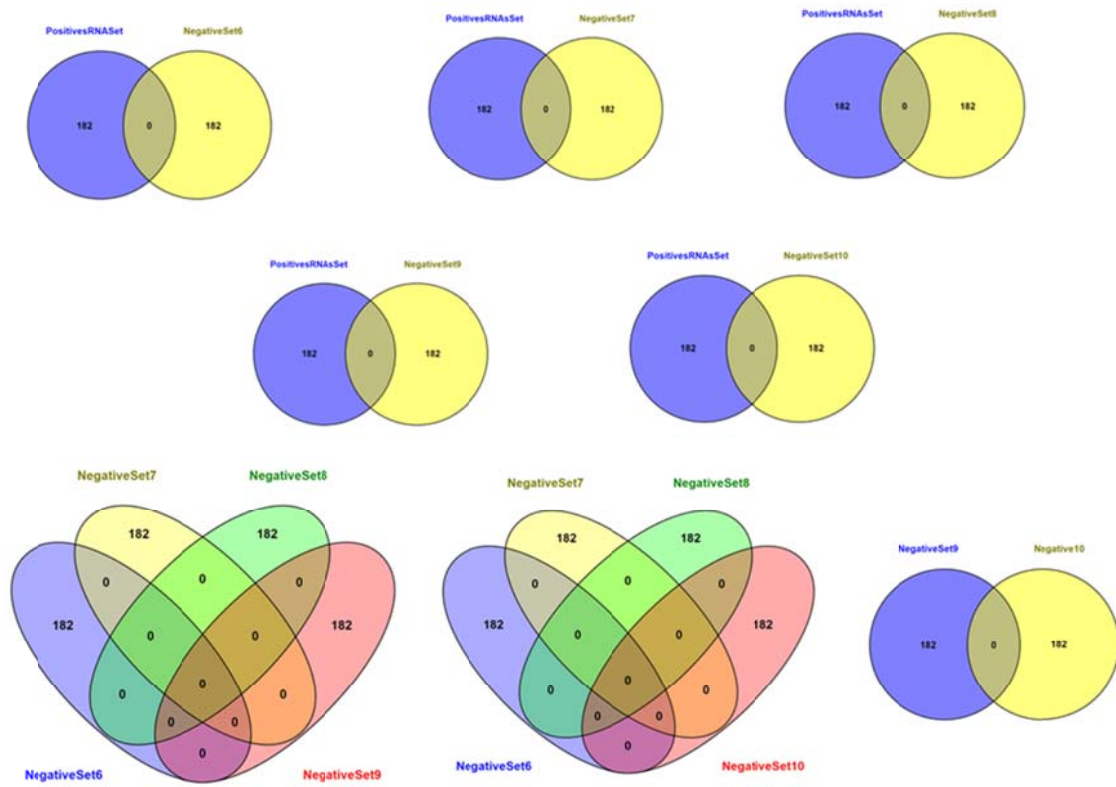 PositivesRNASet NegativeSet6
182 0 182
PositivesRNAsSet NegativeSet7
182 0 182
PositivesRNAsSet NegativeSet8
182 0 182
PositivesRNAsSet NegativeSet9
182 0 182
PositivesRNAsSet NegativeSet10
182 0 182
NegativeSet7 NegativeSet8
182 182
0 0 0
182 0 0 182
0 0 0
0 0
0
NegativeSet6 NegativeSet9
NegativeSet7 NegativeSet8
182 182
0 0 0
182 0 0 182
0 0 0
0 0
0
NegativeSet6 NegativeSet10
NegativeSet9 Negative10
182 0 182